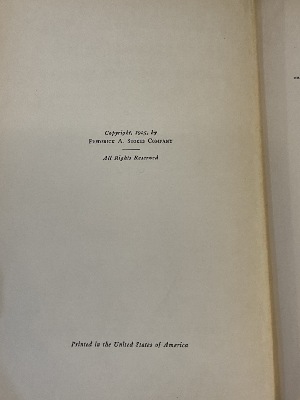 Copyright, 1925, by
FREDERICK A. STOKES COMPANY
All Rights Reserved
Printed in the United States of America